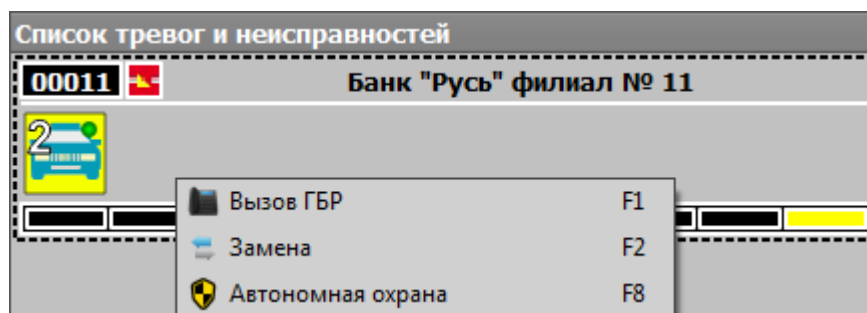 Список тревог и неисправностей
00011 Банк "Русь" филиал № 11
2
Вызов ГБР F1
Замена F2
Автономная охрана F8